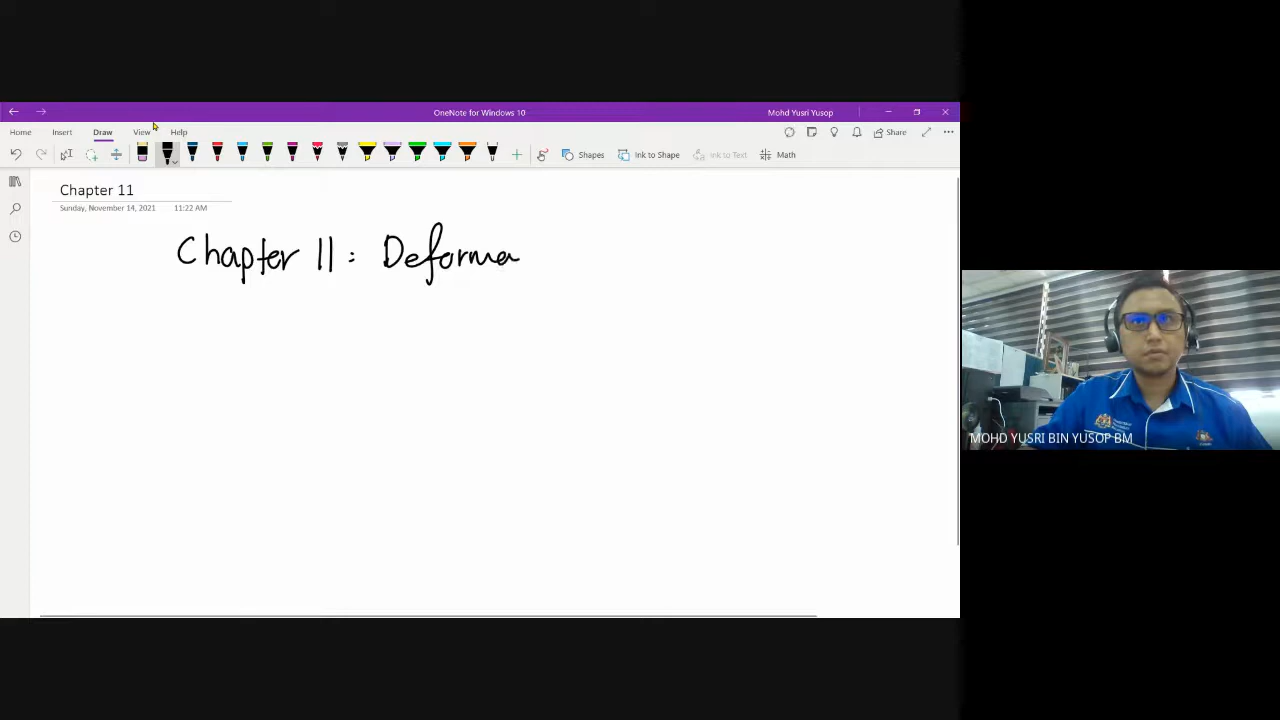 OneNote for Windows 10
Mohd Yusri Yusop
Home Insert Draw View Help
Share
Shapes Ink to Shape Ink to Text Math
Chapter 11
Sunday, November 14, 2021 11:22 AM
Chapter 11: Deforma
MOHD YUSRI BIN YUSOP BM